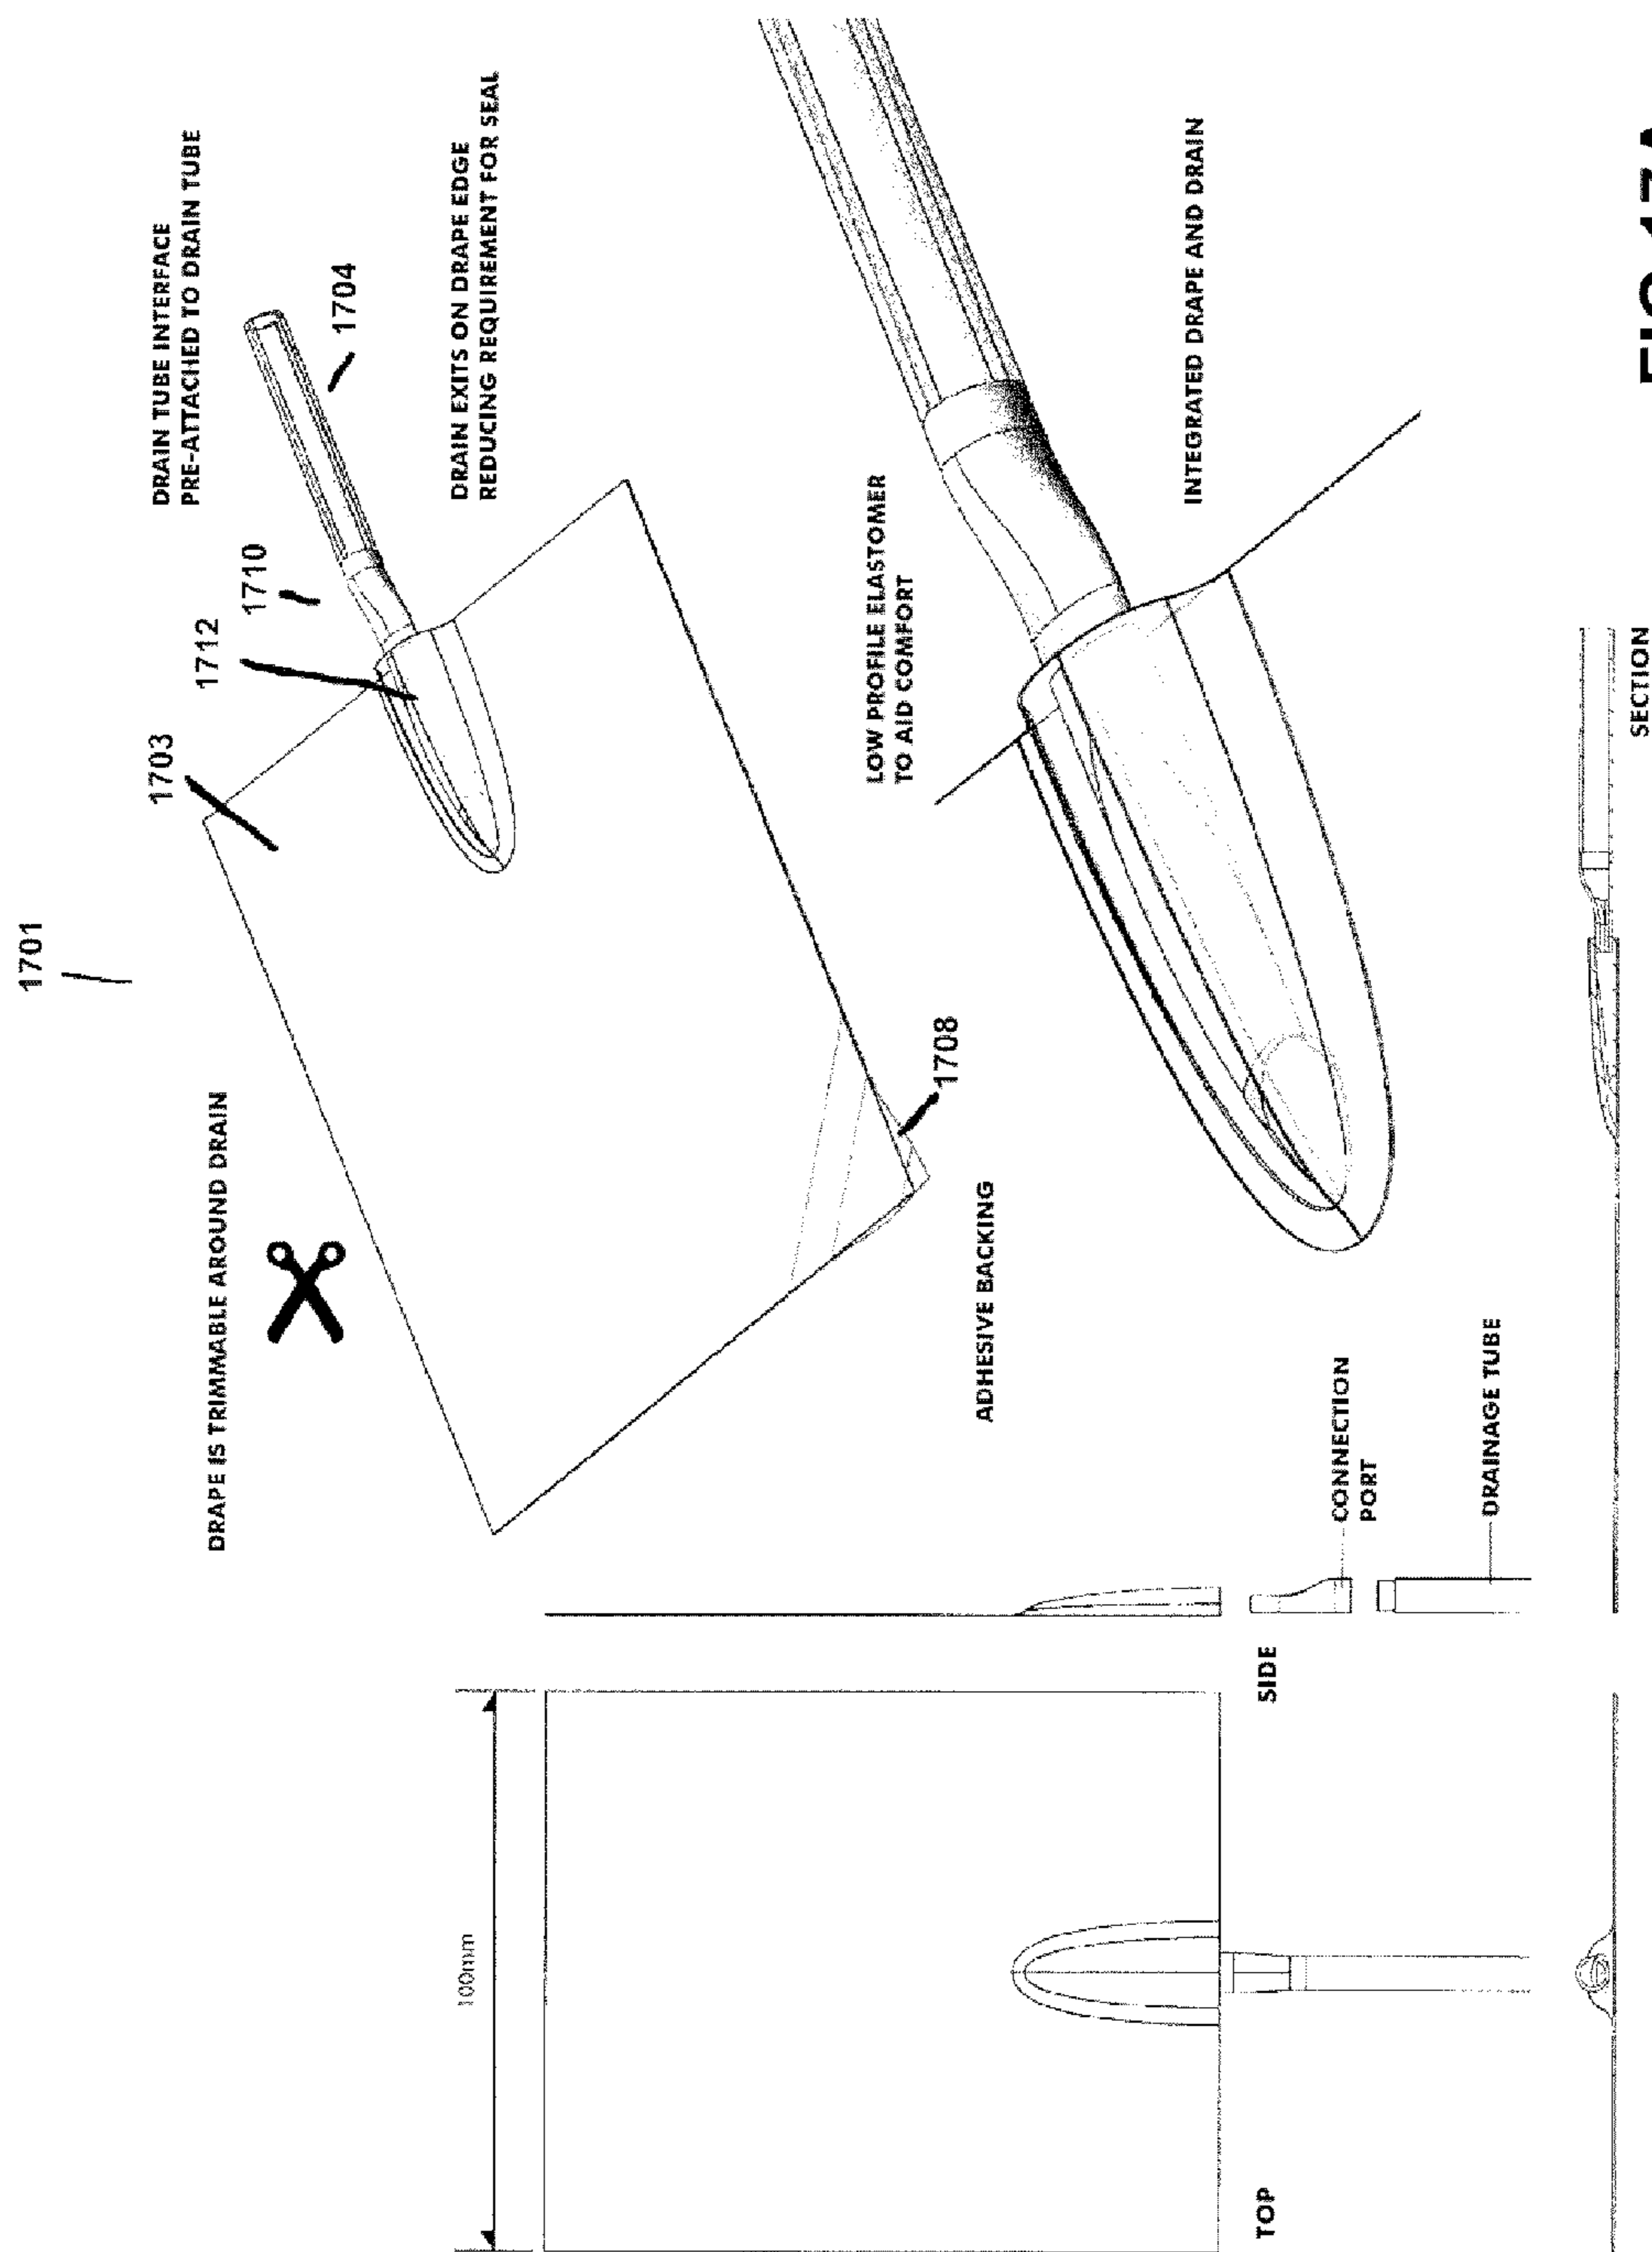 1701
DRAPE IS TRIMMABLE AROUND DRAIN
1703
1712
1710
DRAIN TUBE INTERFACE
PRE-ATTACHED TO DRAIN TUBE
1704
DRAIN EXITS ON DRAPE EDGE
REDUCING REQUIREMENT FOR SEAL
100mm
1708
ADHESIVE BACKING
LOW PROFILE ELASTOMER
TO AID COMFORT
INTEGRATED DRAPE AND DRAIN
TOP
SIDE
CONNECTION
PORT
DRAINAGE TUBE
SECTION
FIG 17A